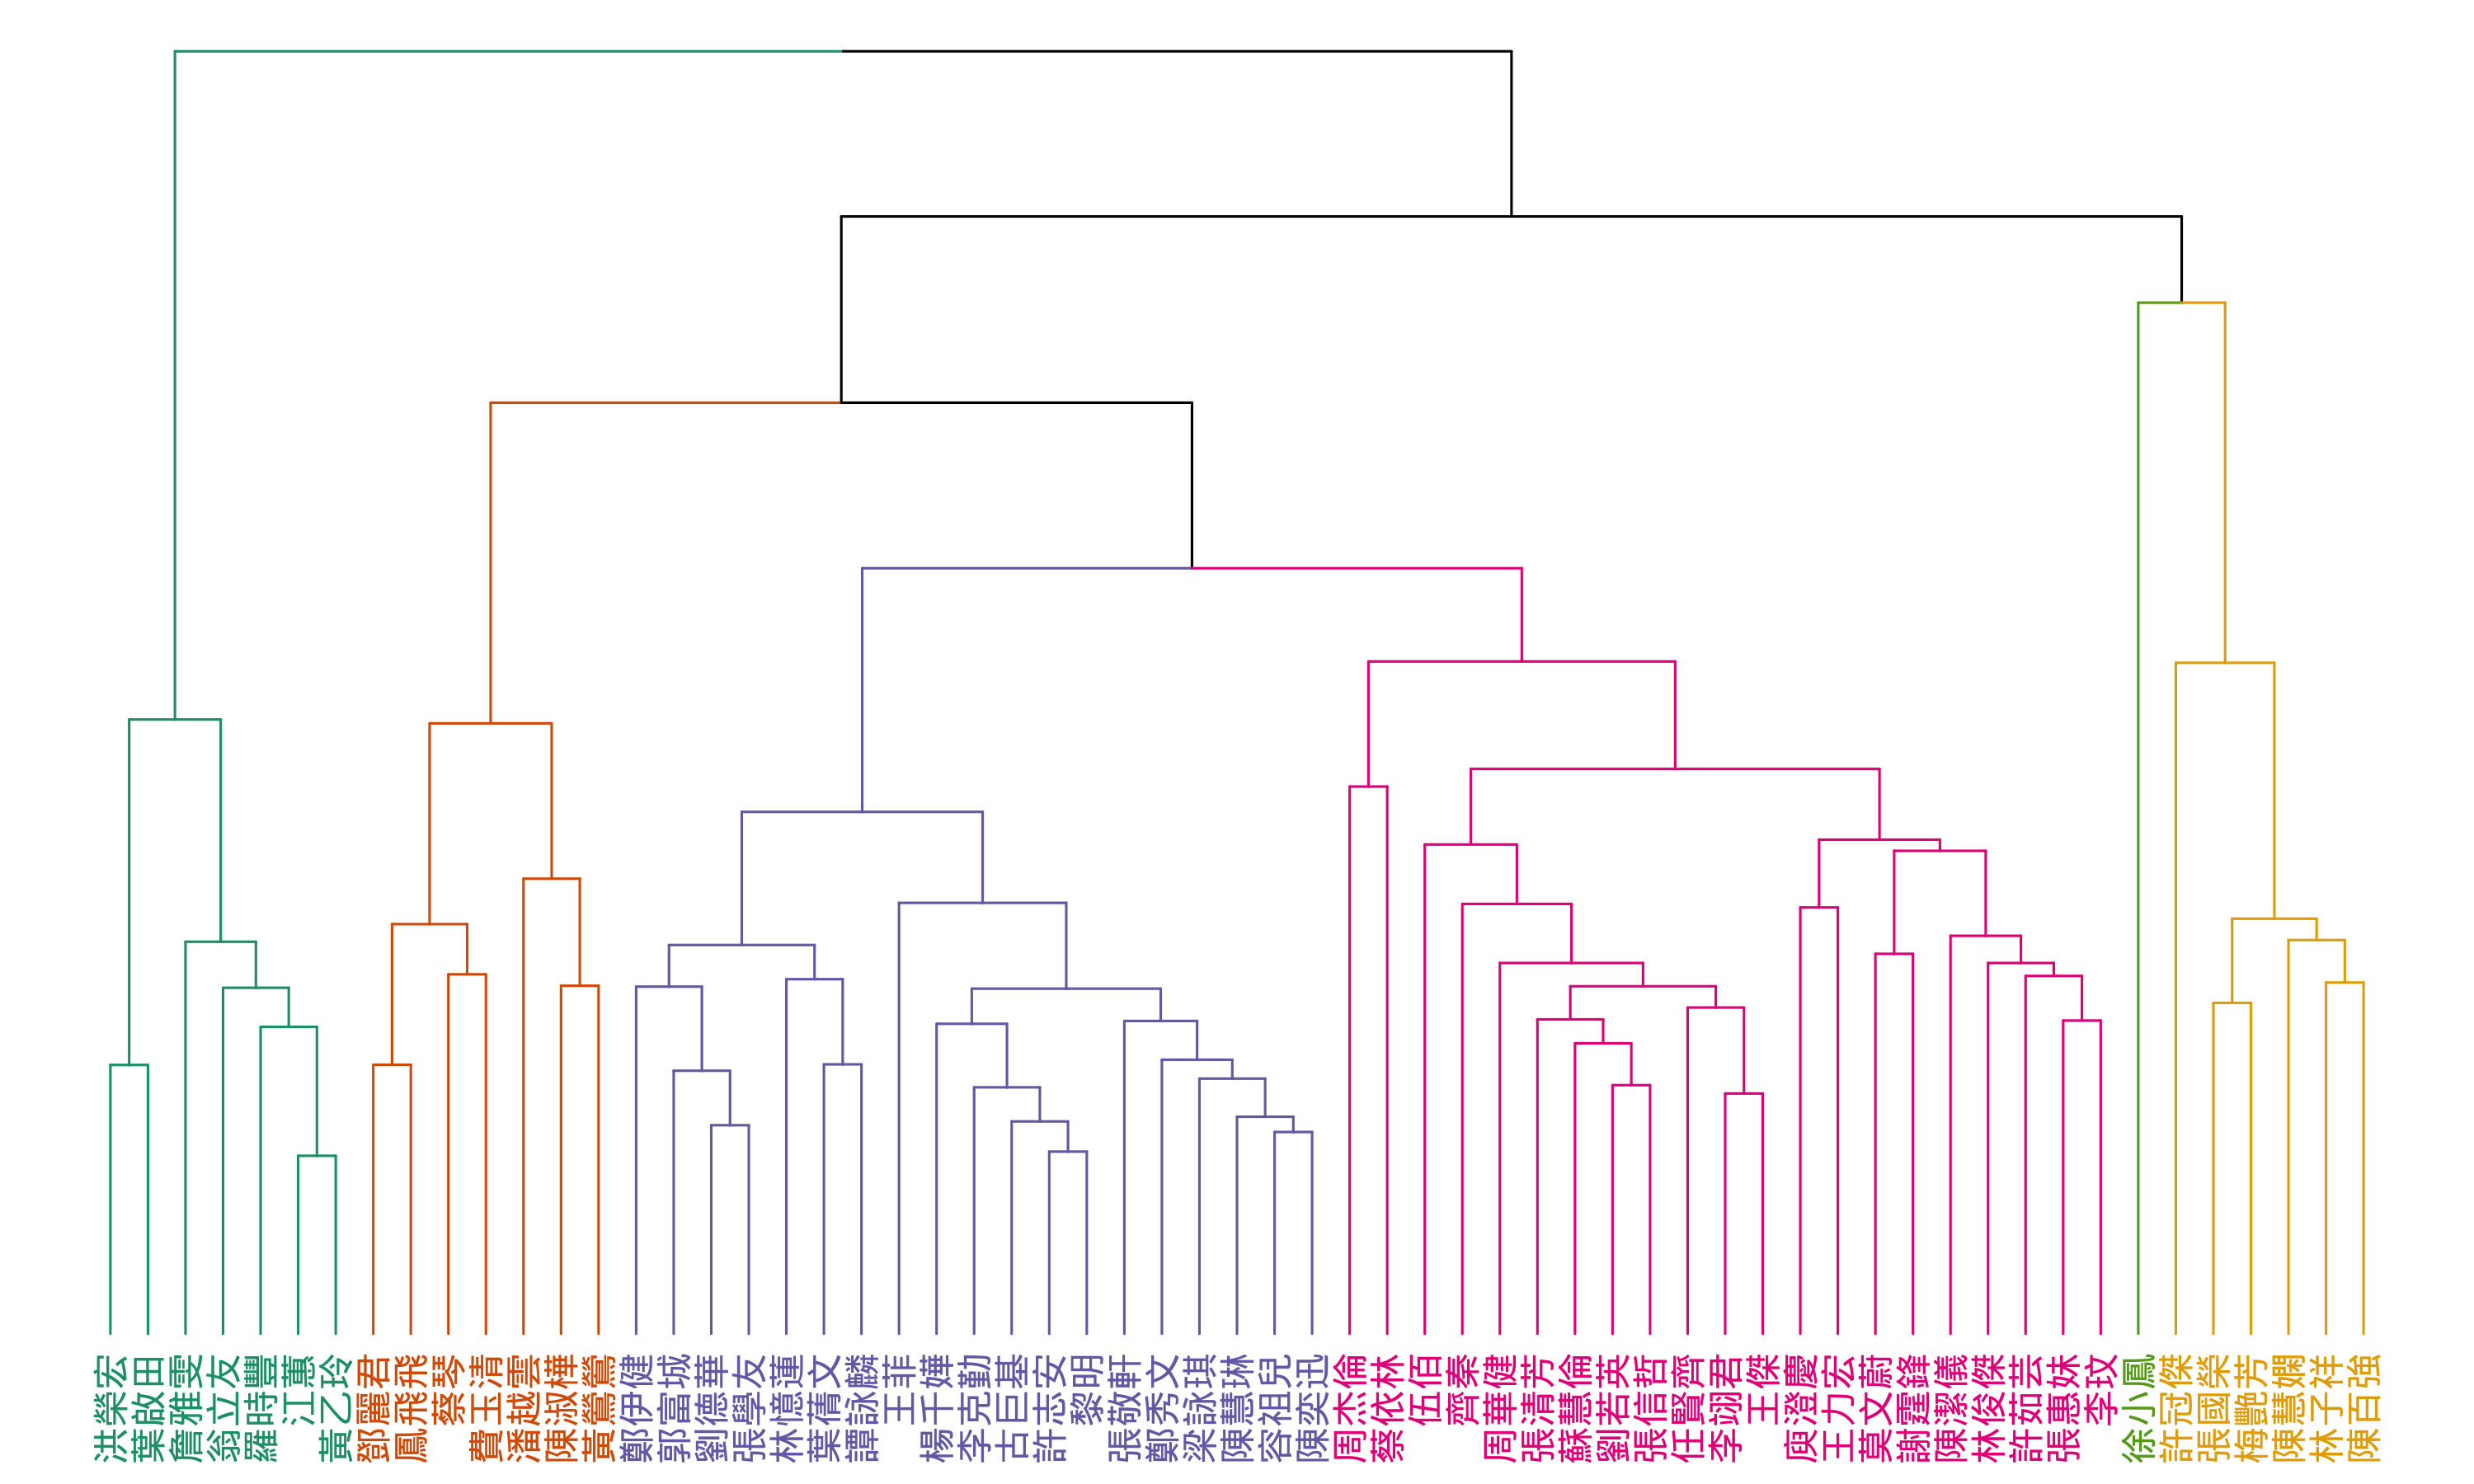 洪榮宏
葉啟田
詹雅雯
翁立友
羅時豐
江蕙
黃乙玲
鄧麗君
鳳飛飛
蔡琴
費玉清
潘越雲
陳淑樺
黃鶯鶯
鄭伊健
郭富城
劉德華
張學友
林憶蓮
葉蒨文
譚詠麟
王菲
楊千嬅
李克勤
古巨基
許志安
黎明
張敬軒
鄭秀文
梁詠琪
陳慧琳
容祖兒
陳奕迅
周杰倫
蔡依林
伍佰
齊秦
周華健
張清芳
蘇慧倫
劉若英
張信哲
任賢齊
李翊君
王傑
庾澄慶
王力宏
莫文蔚
謝霆鋒
陳潔儀
林俊傑
許茹芸
張惠妹
李玟
徐小鳳
許冠傑
張國榮
梅豔芳
陳慧嫻
林子祥
陳百強